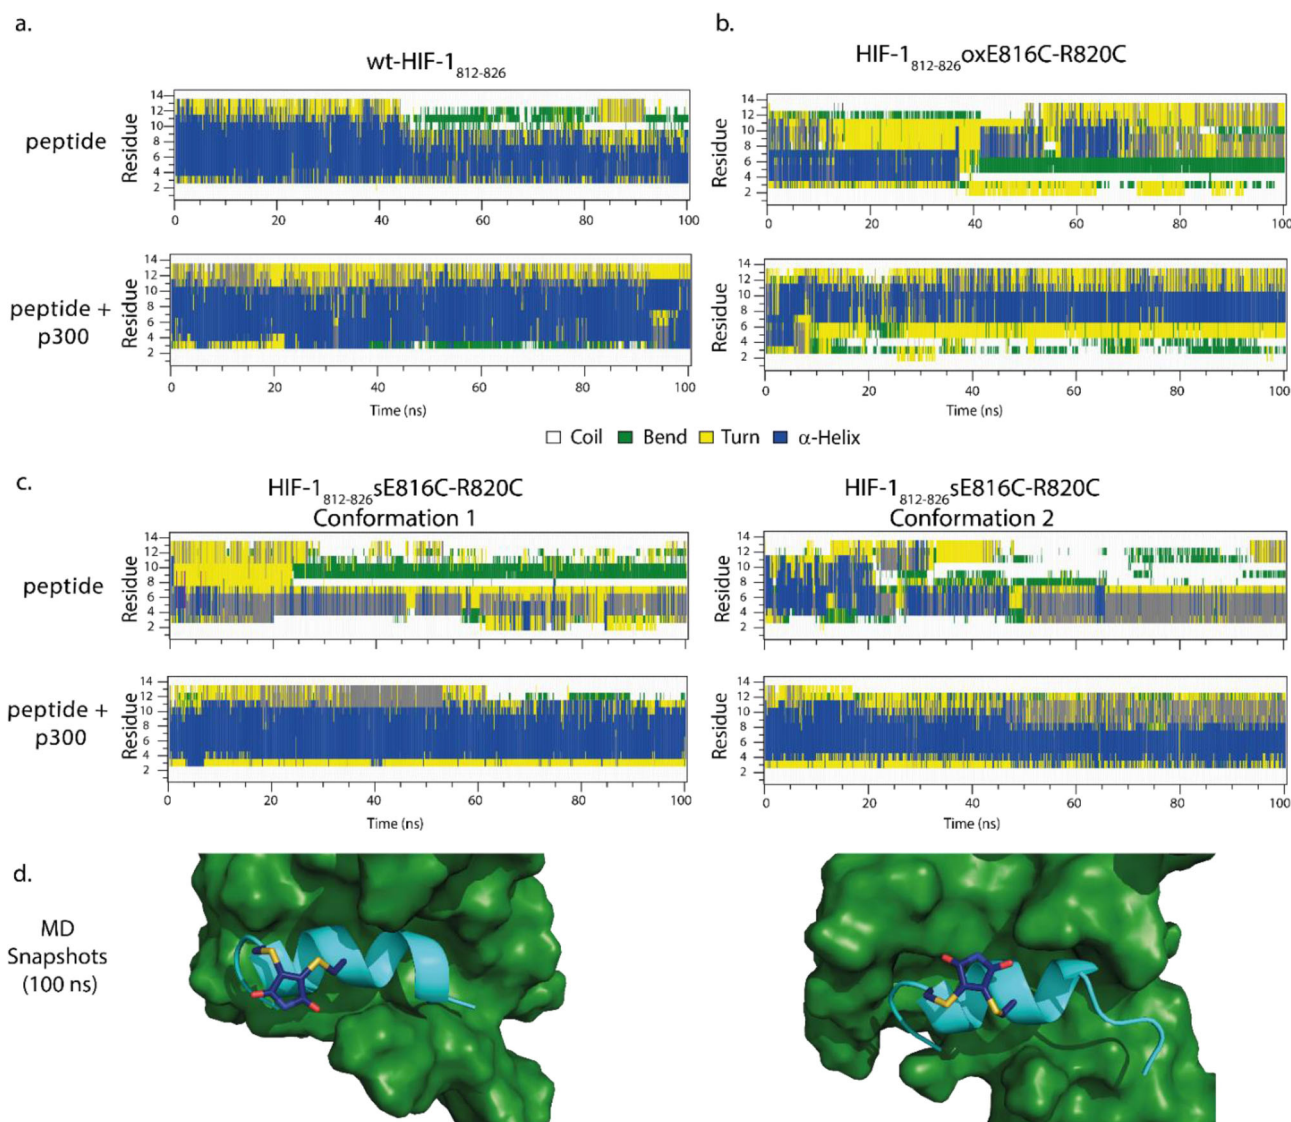 a.
wt-HIF-1812-826
peptide
Residue
14
12
10
8
6
4
2
0 20 40 60 80 100
peptide +
p300
Residue
14
12
10
8
6
4
2
0 20 40 60 80 100
Time (ns)
b.
HIF-1812-826oxE816C-R820C
Residue
14
12
10
8
6
4
2
0 20 40 60 80 100
Residue
14
12
10
8
6
4
2
0 20 40 60 80 100
Time (ns)
Coil Bend Turn α-Helix
c.
HIF-1812-826sE816C-R820C
Conformation 1
peptide
Residue
14
12
10
8
6
4
2
peptide +
p300
Residue
14
12
10
8
6
4
2
0 20 40 60 80 100
Time (ns)
HIF-1812-826sE816C-R820C
Conformation 2
Residue
14
12
10
8
6
4
2
Residue
14
12
10
8
6
4
2
0 20 40 60 80 100
Time (ns)
d.
MD
Snapshots
(100 ns)